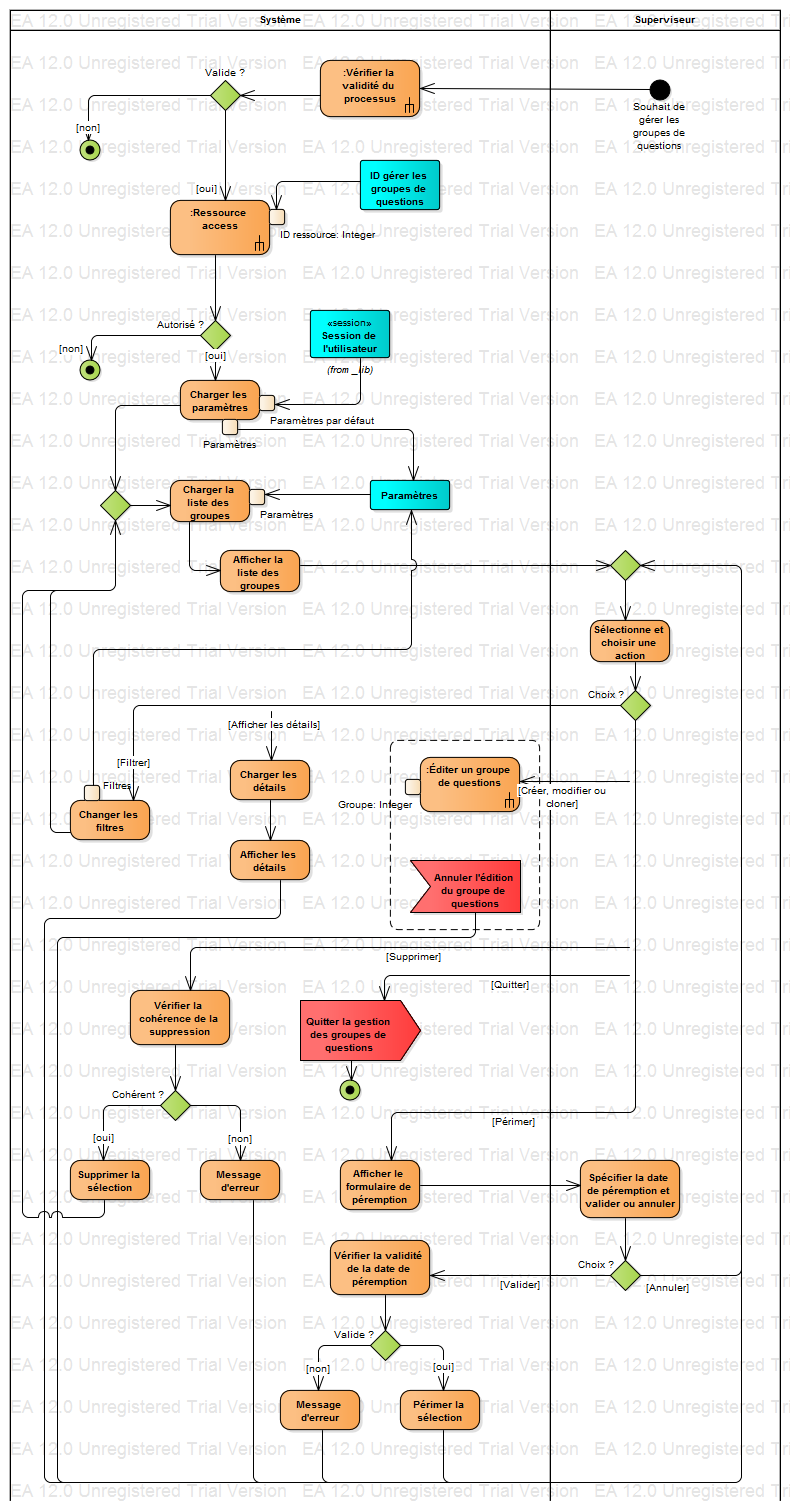 Système
Superviseur
EA 12.0 Unregistered Trial Version
Valide ?
:Vérifier la
validité du
processus
Souhait de
gérer les
groupes de
questions
[non]
[oui]
ID gérer les
groupes de
questions
:Ressource
access
ID ressource: Integer
Autorisé ?
[non]
[oui]
«session»
Session de
l'utilisateur
(from _lib)
Charger les
paramètres
Paramètres par défaut
Paramètres
Charger la
liste des
groupes
Paramètres
Paramètres
Afficher la
liste des
groupes
Sélectionne et
choisir une
action
Choix ?
[Afficher les détails]
[Filtrer]
Charger les
détails
:Éditer un groupe
de questions
[Créer, modifier ou
cloner]
Groupe: Integer
Filtres
Changer les
filtres
Afficher les
détails
Annuler l'édition
du groupe de
questions
[Supprimer]
[Quitter]
Vérifier la
cohérence de la
suppression
Quitter la gestion
des groupes de
questions
Cohérent ?
[Périmer]
[oui]
[non]
Supprimer la
sélection
Message
d'erreur
Afficher le
formulaire de
péremption
Spécifier la date
de péremption et
valider ou annuler
Vérifier la validité
de la date de
péremption
Choix ?
[Valider]
[Annuler]
Valide ?
[non]
[oui]
Message
d'erreur
Périmer la
sélection